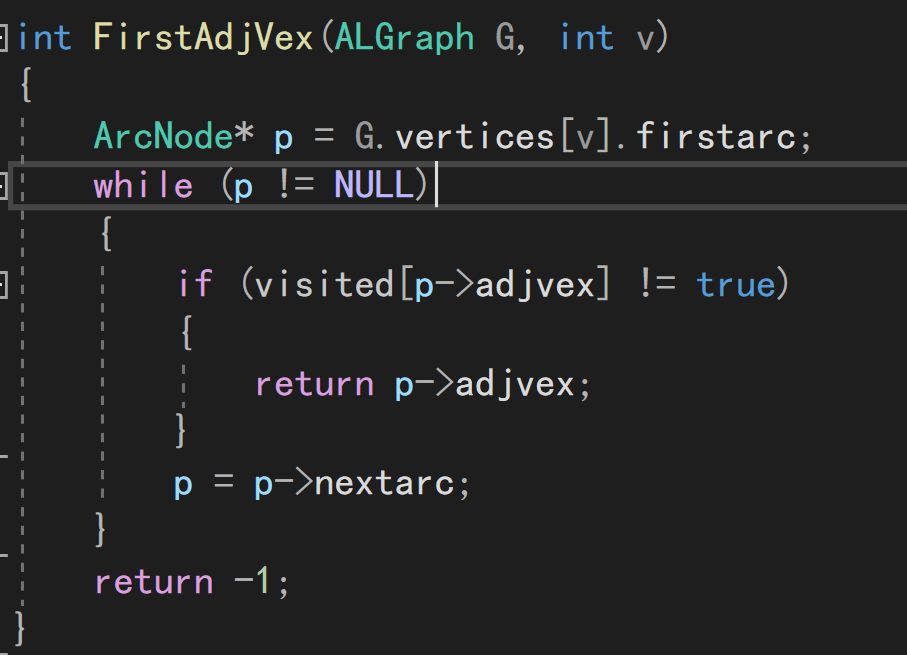 int FirstAdjVex(ALGraph G, int v)
{
    ArcNode* p = G.vertices[v].firstarc;
    while (p != NULL)
    {
        if (visited[p->adjvex] != true)
        {
            return p->adjvex;
        }
        p = p->nextarc;
    }
    return -1;
}